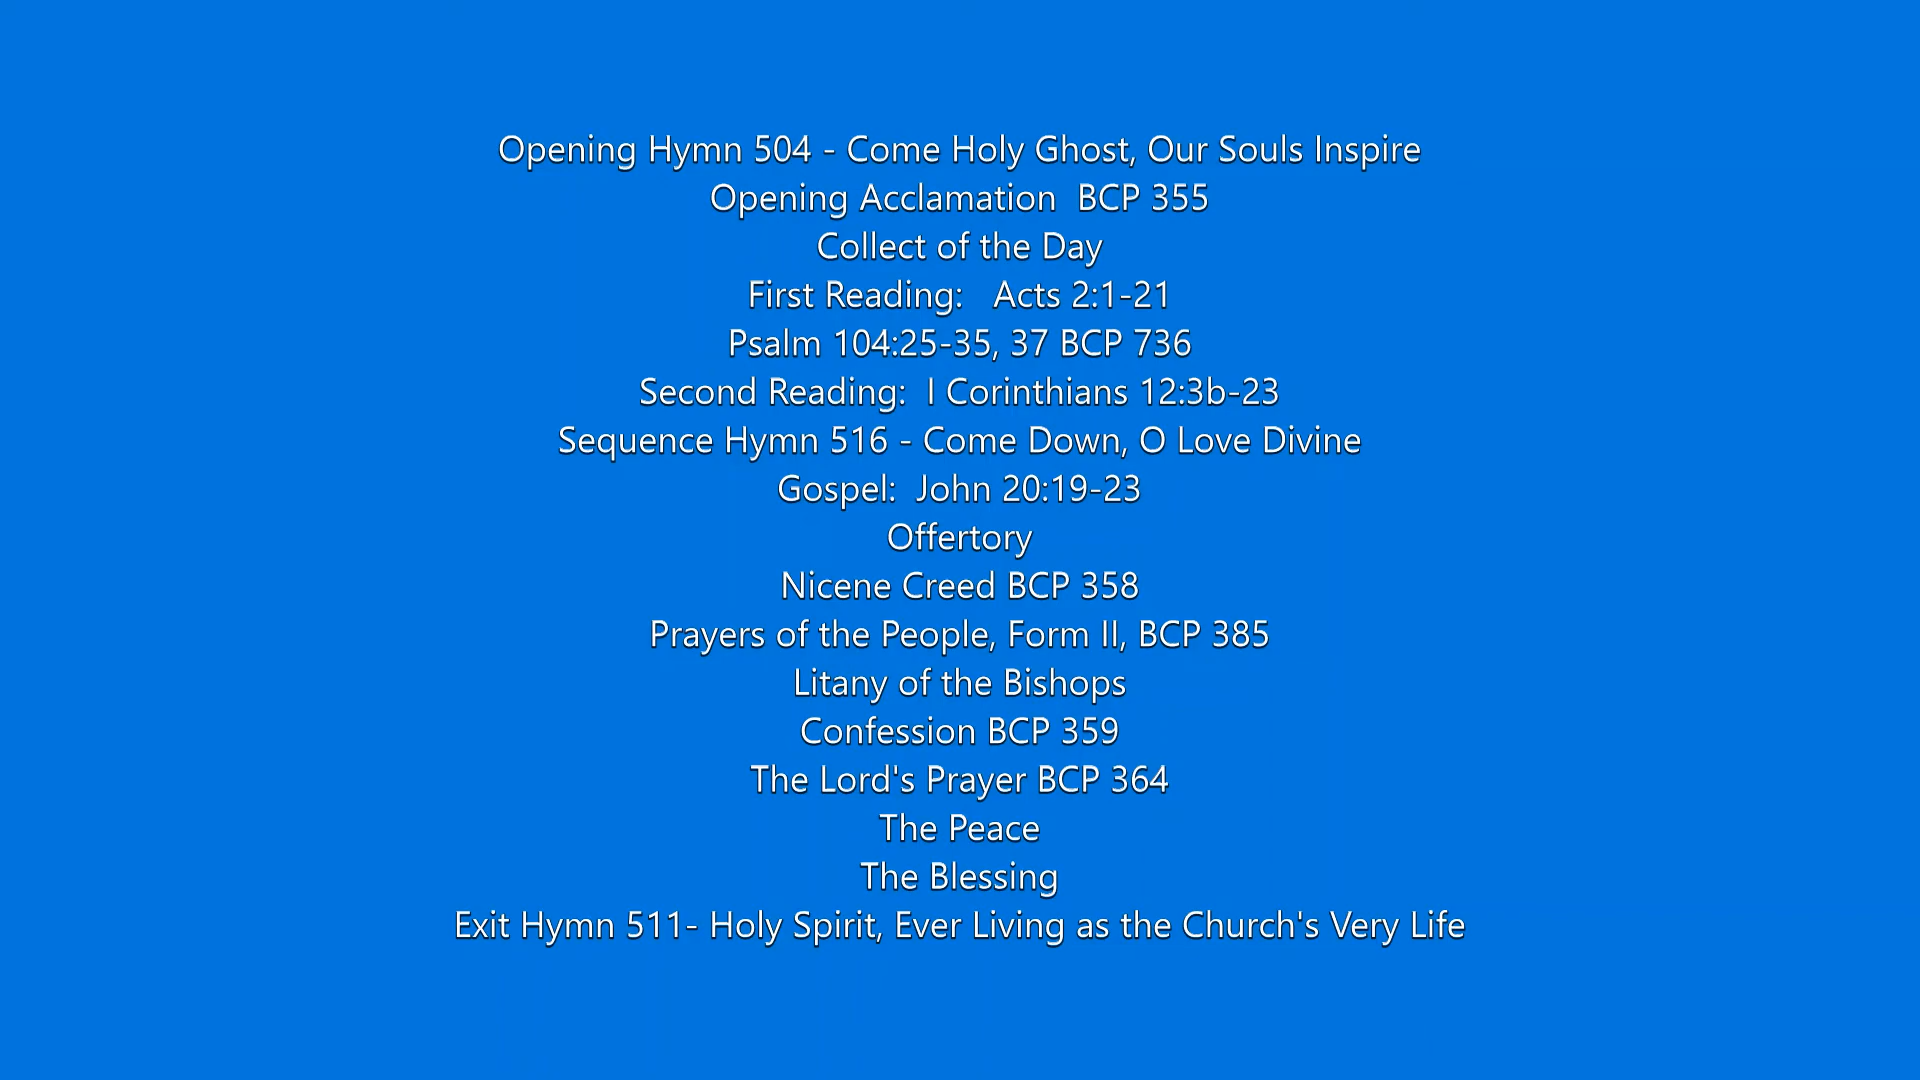 Opening Hymn 504 - Come Holy Ghost, Our Souls Inspire
Opening Acclamation  BCP 355
Collect of the Day
First Reading:   Acts 2:1-21
Psalm 104:25-35, 37 BCP 736
Second Reading:  I Corinthians 12:3b-23
Sequence Hymn 516 - Come Down, O Love Divine
Gospel:  John 20:19-23
Offertory
Nicene Creed BCP 358
Prayers of the People, Form II, BCP 385
Litany of the Bishops
Confession BCP 359
The Lord's Prayer BCP 364
The Peace
The Blessing
Exit Hymn 511- Holy Spirit, Ever Living as the Church's Very Life